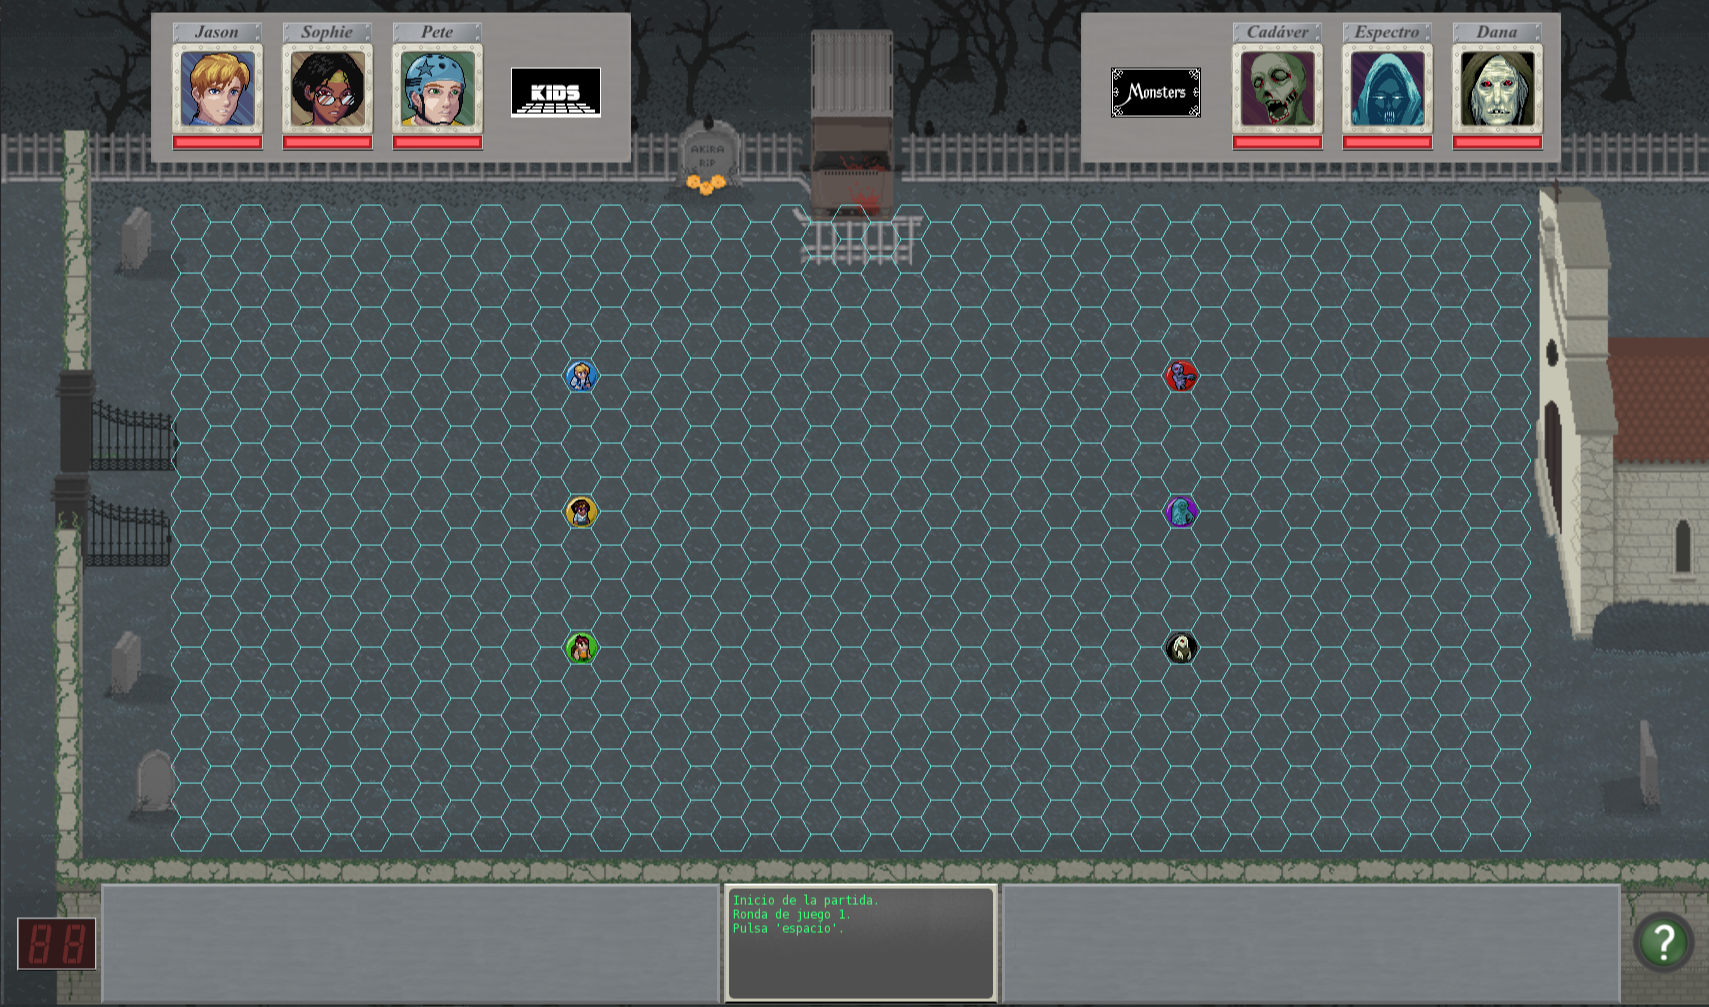 Jason
Sophie
Pete
KIDS
Monsters
Cadáver
Espectro
Dana
AKiRA
RiP
Inicio de la partida.
Ronda de juego 1.
Pulsa 'espacio'.
88
?